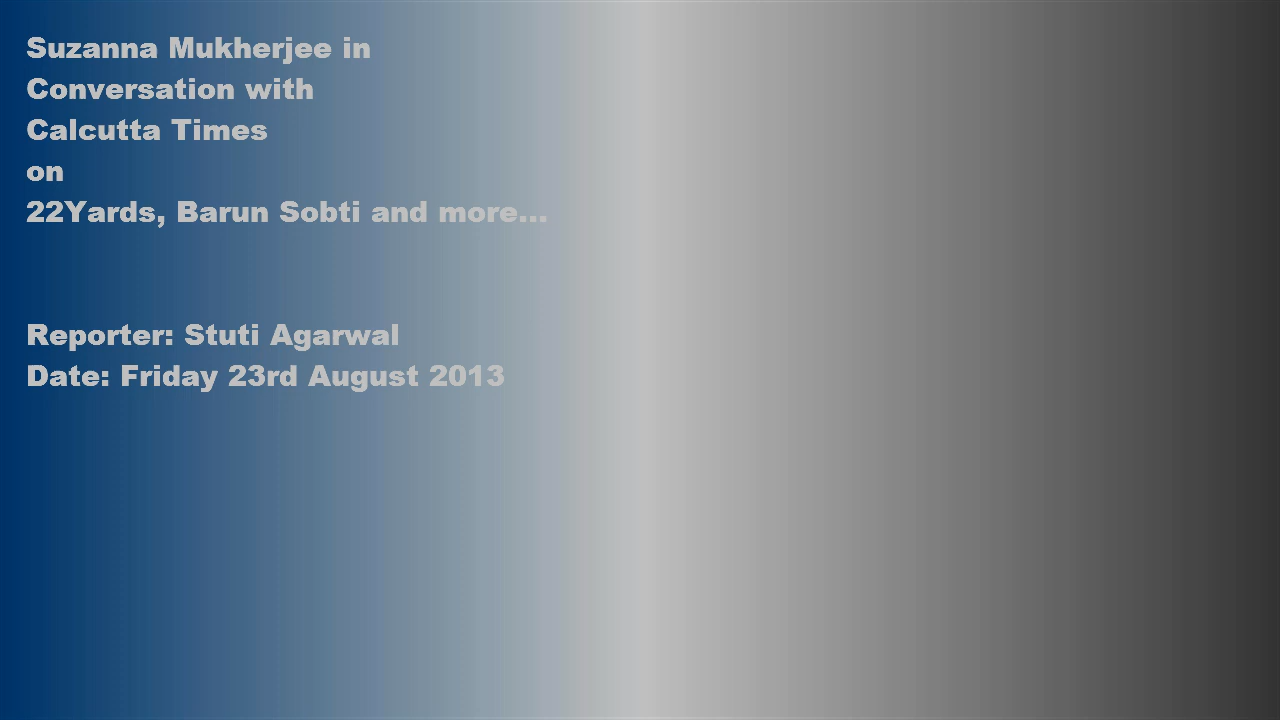 Suzanna Mukherjee in
Conversation with
Calcutta Times
on
22Yards, Barun Sobti and more...
Reporter: Stuti Agarwal
Date: Friday 23rd August 2013